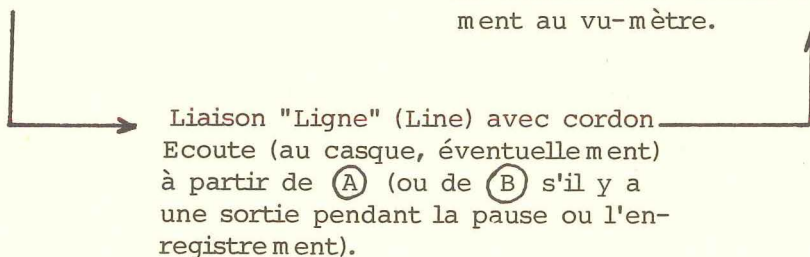 ment au vu-mètre.
Liaison "Ligne" (Line) avec cordon
Ecoute (au casque, éventuellement)
à partir de A (ou de B s'il y a
une sortie pendant la pause ou l'en-
registrement).